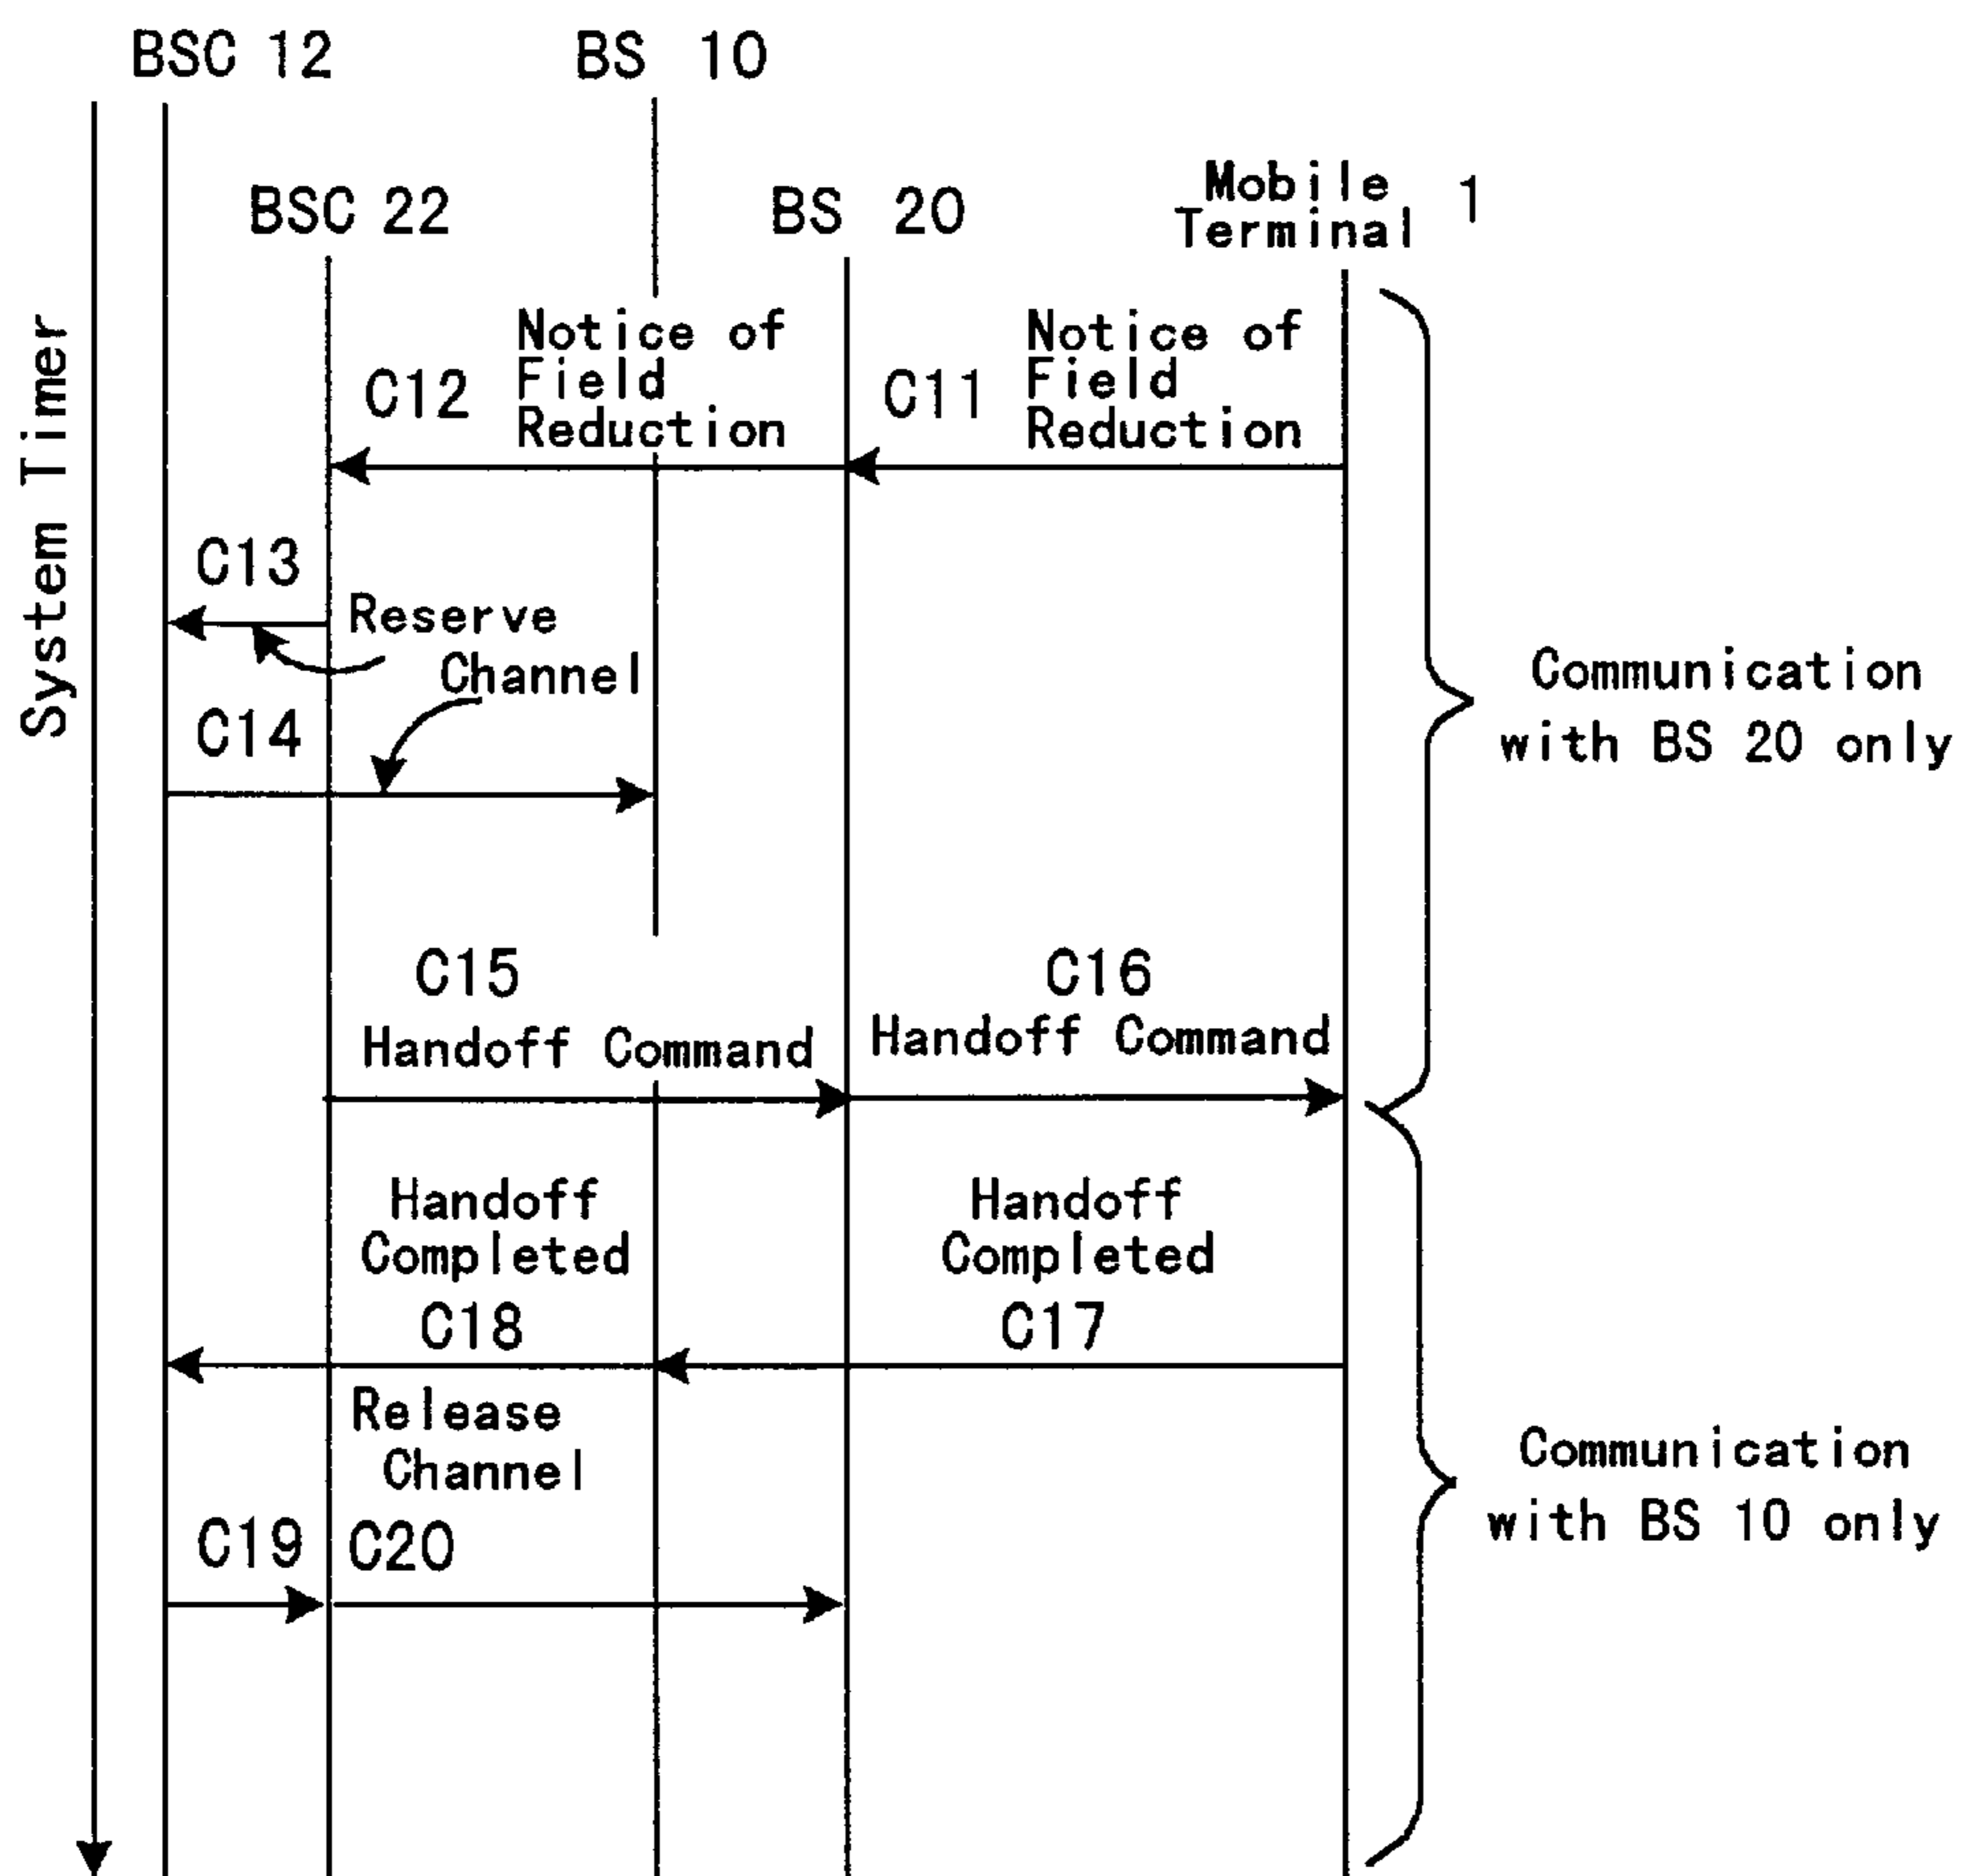 BSC 12
BS 10
BSC 22
BS 20
Mobile
Terminal 1
System Timer
C12
Notice of
Field
Reduction
C11
Notice of
Field
Reduction
C13
Reserve
Channel
C14
Communication
with BS 20 only
C15
Handoff Command
C16
Handoff Command
Handoff
Completed
C18
Handoff
Completed
C17
Release
Channel
C19
C20
Communication
with BS 10 only